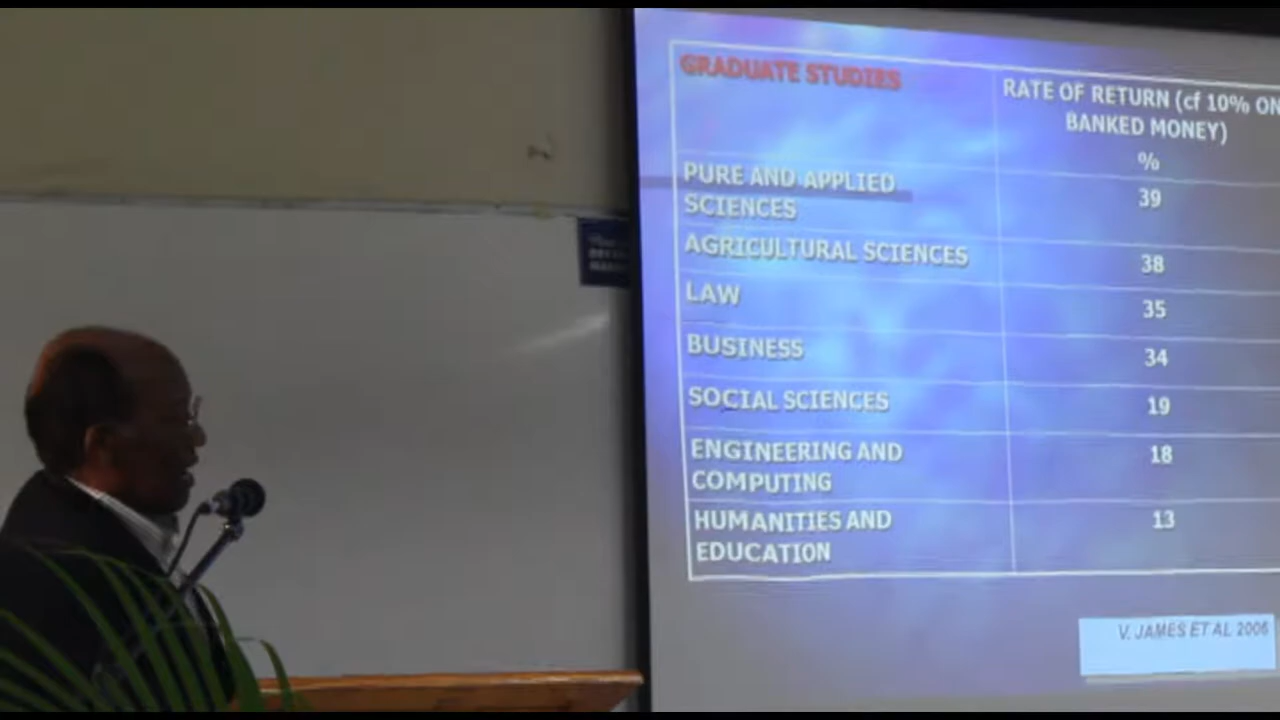 GRADUATE STUDIES
RATE OF RETURN (cf 10% ON
BANKED MONEY)
%
PURE AND APPLIED
SCIENCES
39
AGRICULTURAL SCIENCES
38
LAW
35
BUSINESS
34
SOCIAL SCIENCES
19
ENGINEERING AND
COMPUTING
18
HUMANITIES AND
EDUCATION
13
V. JAMES ET AL 2006